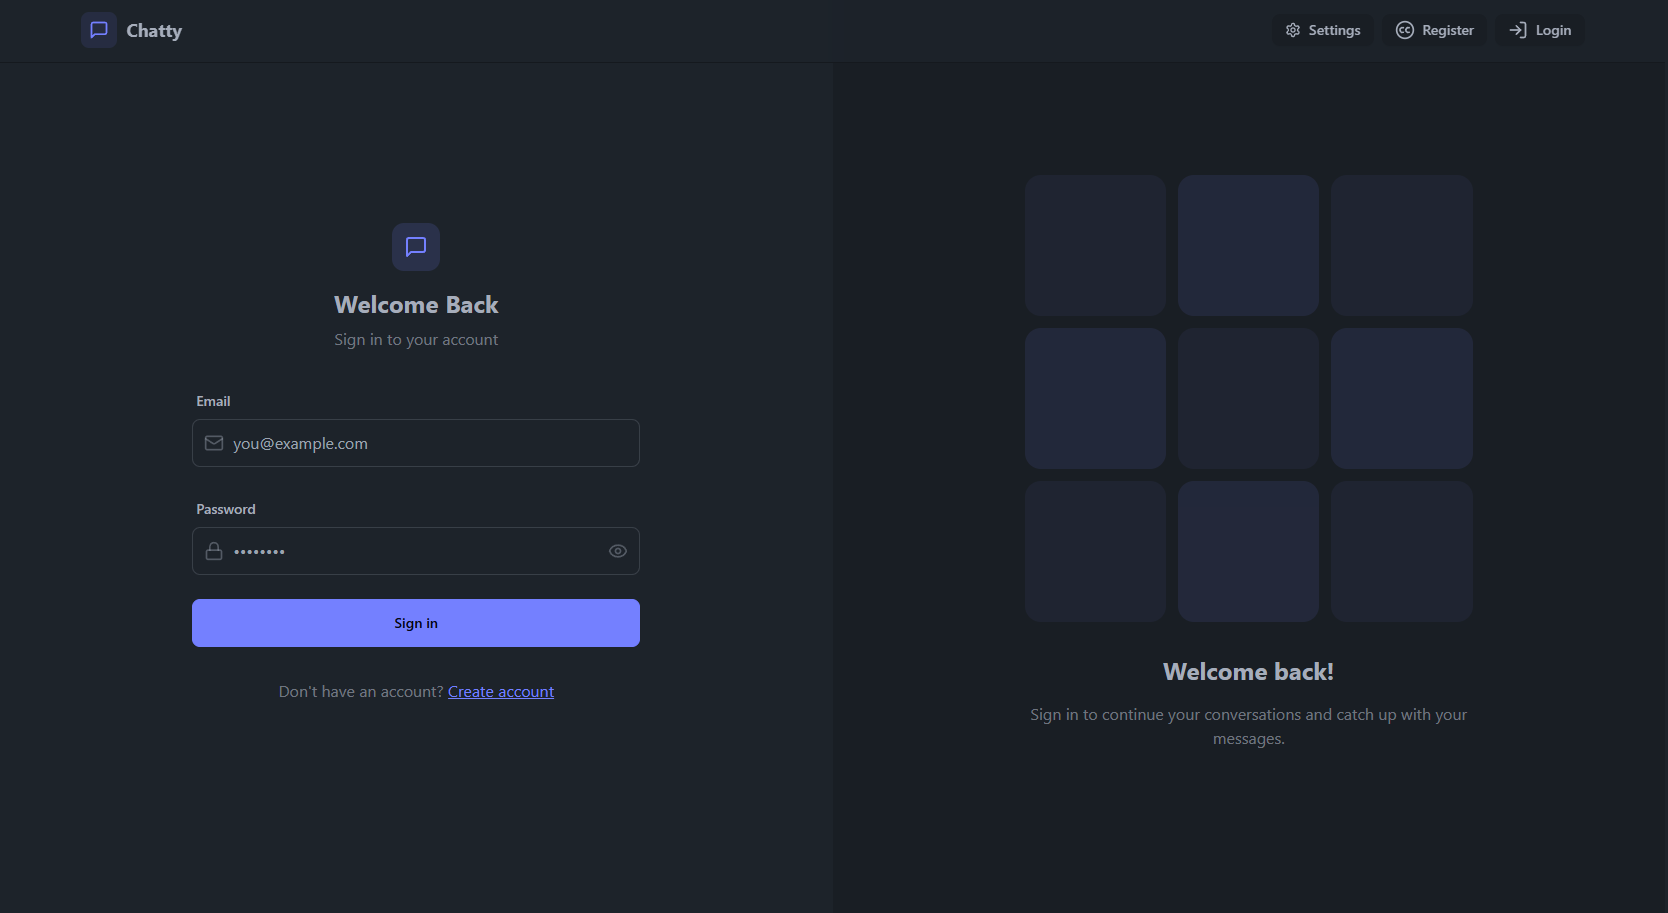 Chatty
Settings
Register
Login
Welcome Back
Sign in to your account
Email
you@example.com
Password
••••••••
Sign in
Don't have an account? Create account
Welcome back!
Sign in to continue your conversations and catch up with your
messages.